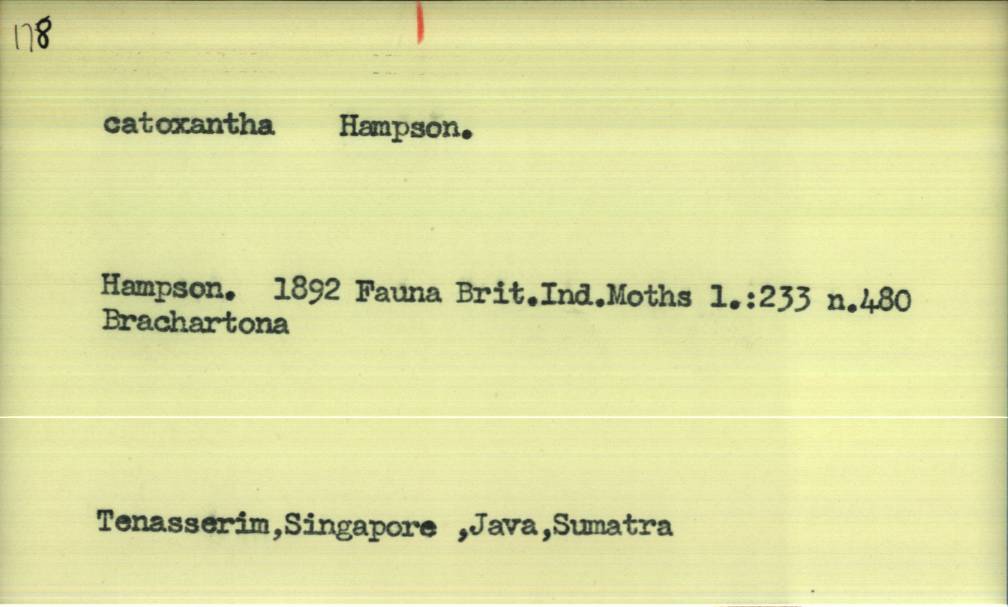 178
catoxantha Hampson.
Hampson. 1892 Fauna Brit.Ind.Moths 1.:233 n.480
Brachartona
Tenasserim,Singapore ,Java,Sumatra